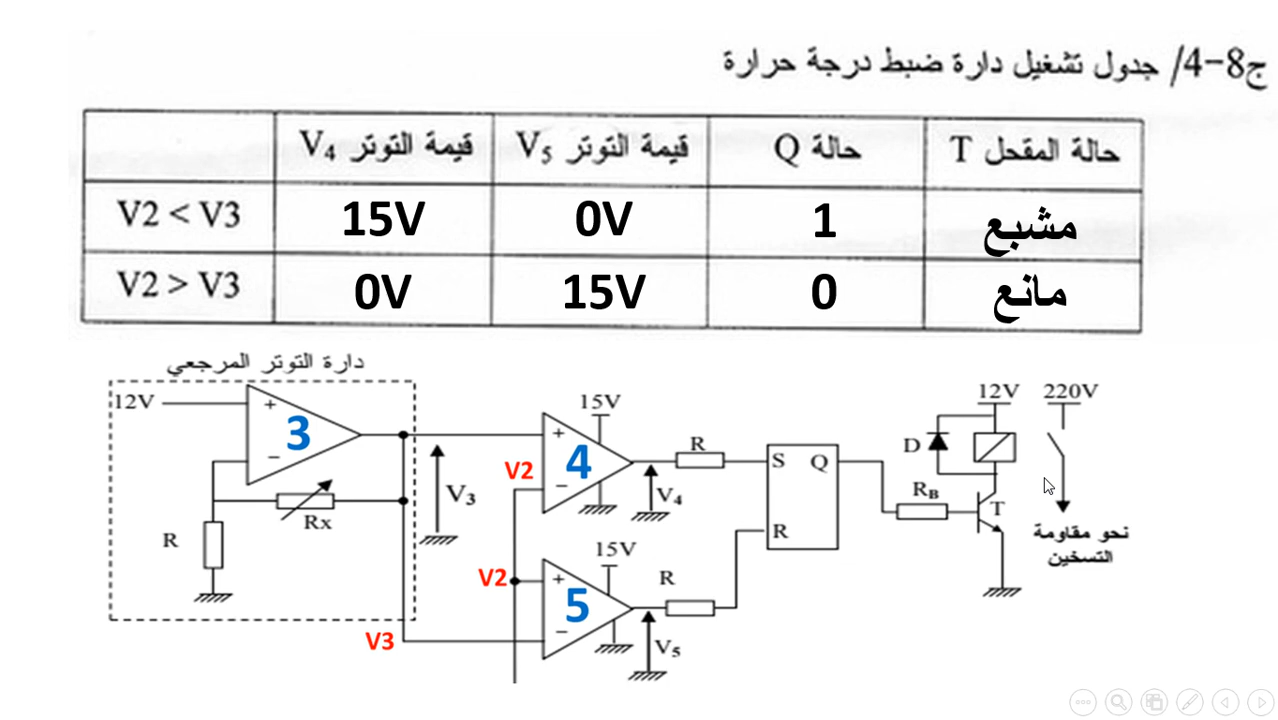 ج8-4/ جدول تشغيل دارة ضبط درجة حرارة
قيمة التوتر V4 قيمة التوتر V5 حالة Q حالة المقحل T
V2 < V3 15V 0V 1 مشبع
V2 > V3 0V 15V 0 مانع
دارة التوتر المرجعي
12V + 3 −
R
Rx
V3
V3
15V
V2
+ 4 −
R
V4
V2
15V
+ 5 −
R
V5
S Q
R
12V 220V
D
RB
T
نحو مقاومة
التسخين